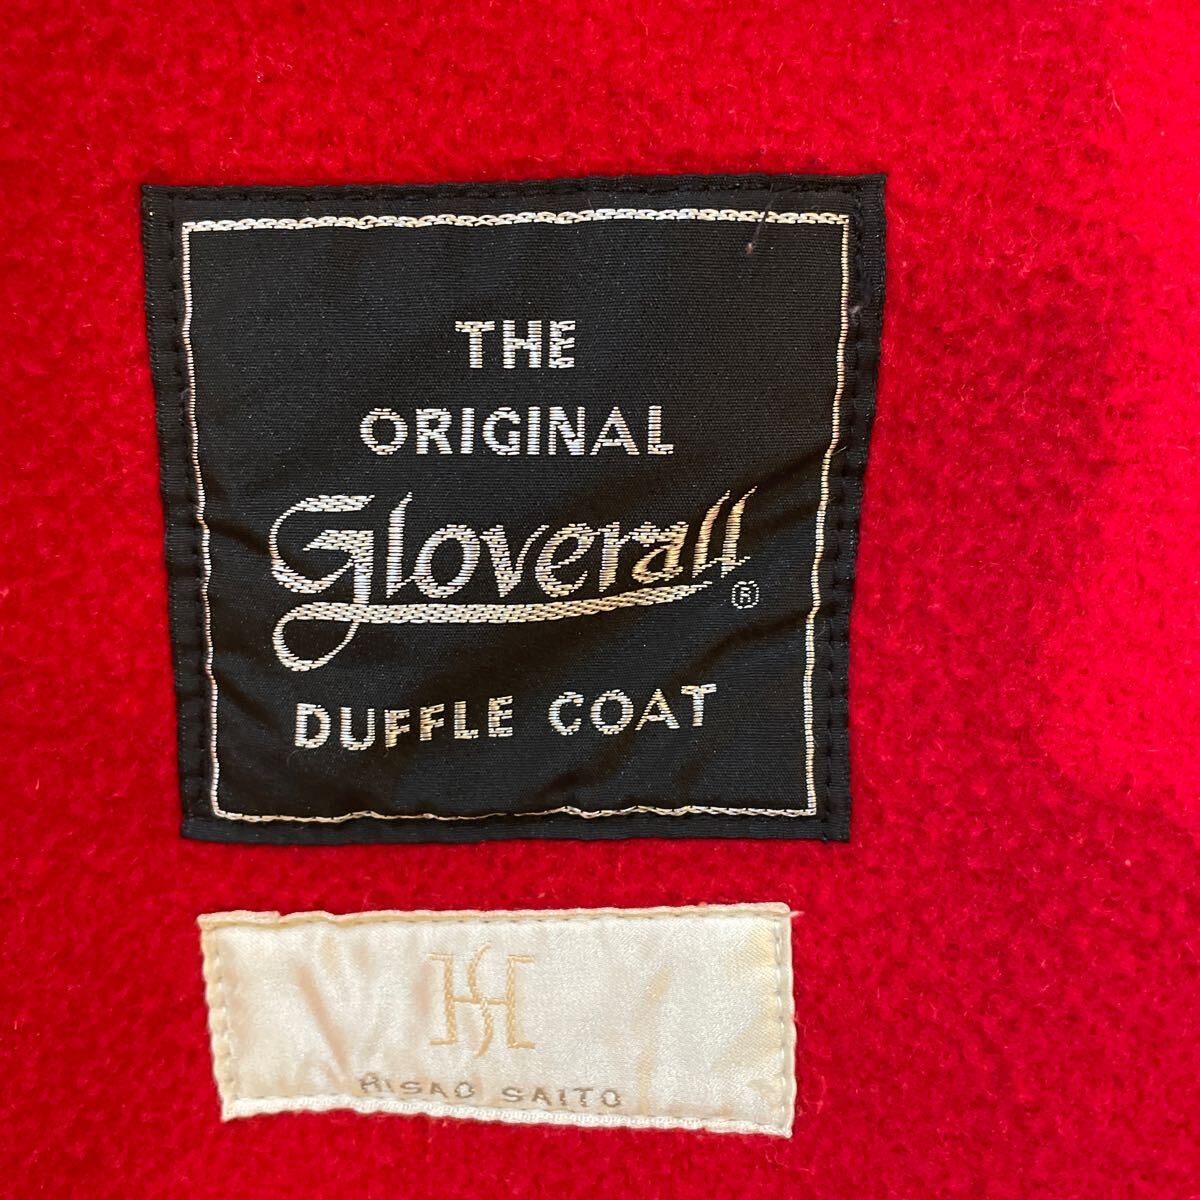 THE
ORIGINAL
Gloverall ®
DUFFLE COAT
HS
HISAO SAITO